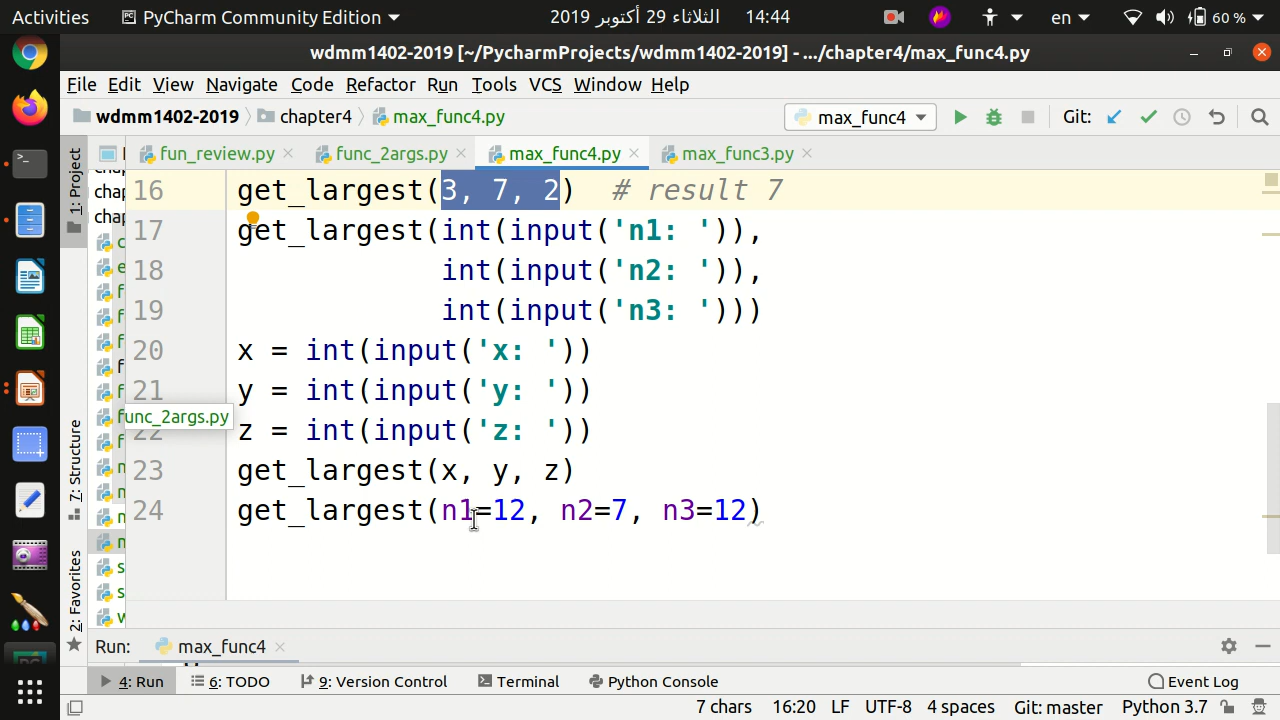 Activities PyCharm Community Edition الثلاثاء 29 أكتوبر 2019 14:44 en 60 %
wdmm1402-2019 [~/PycharmProjects/wdmm1402-2019] - .../chapter4/max_func4.py
File Edit View Navigate Code Refactor Run Tools VCS Window Help
wdmm1402-2019 chapter4 max_func4.py max_func4 Git:
1: Project
fun_review.py func_2args.py max_func4.py max_func3.py
16 get_largest(3, 7, 2) # result 7
17 get_largest(int(input('n1: ')),
18 int(input('n2: ')),
19 int(input('n3: ')))
20 x = int(input('x: '))
21 y = int(input('y: '))
func_2args.py
22 z = int(input('z: '))
23 get_largest(x, y, z)
24 get_largest(n1=12, n2=7, n3=12)
7: Structure
2: Favorites
Run: max_func4
4: Run 6: TODO 9: Version Control Terminal Python Console Event Log
7 chars 16:20 LF UTF-8 4 spaces Git: master Python 3.7